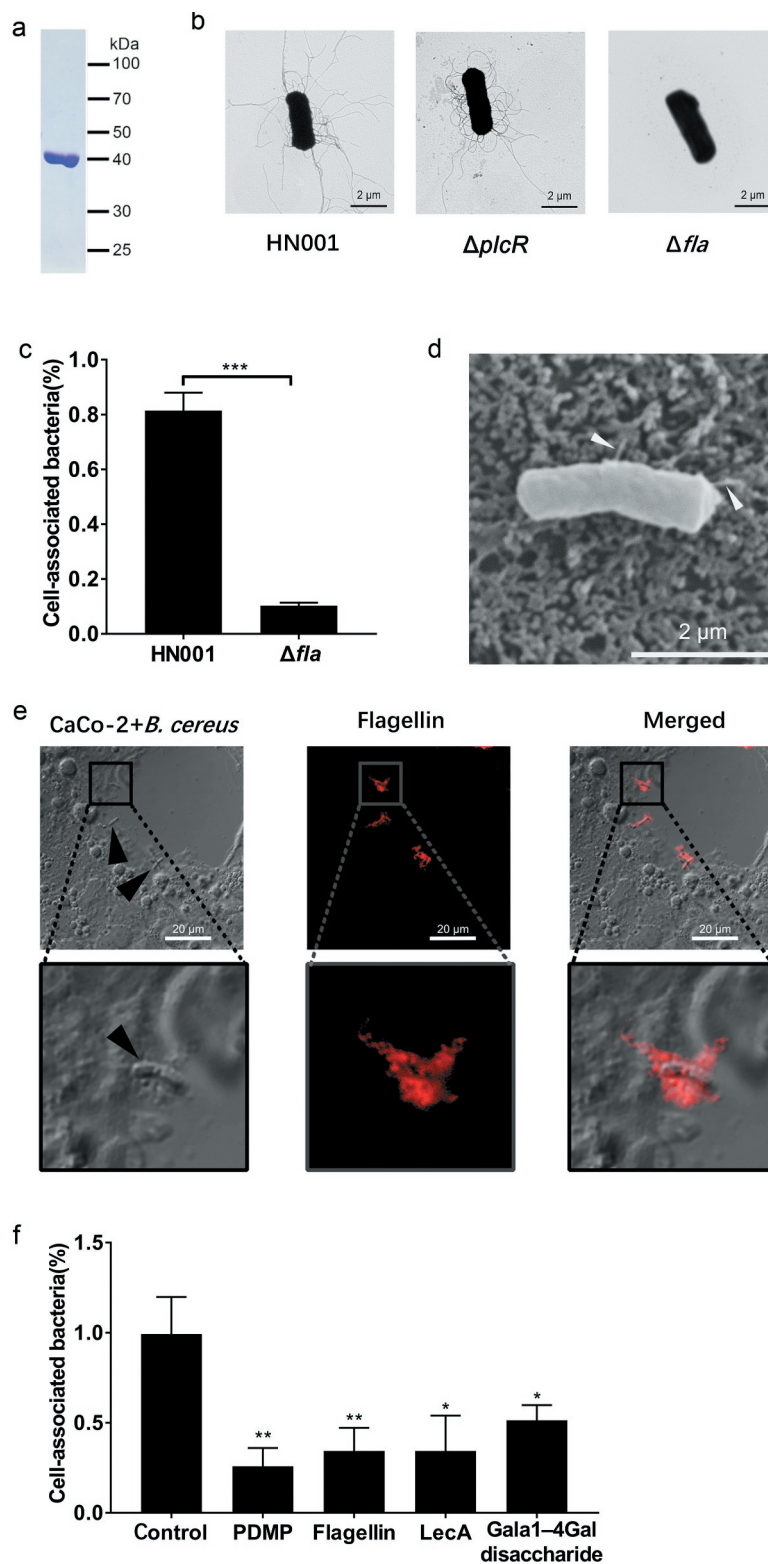 a
kDa
100
70
50
40
30
25
b
2 µm
2 µm
2 µm
HN001
ΔplcR
Δfla
c
Cell-associated bacteria(%)
1.0
0.8
0.6
0.4
0.2
0.0
***
HN001
Δfla
d
2 µm
e
CaCo-2+B. cereus
Flagellin
Merged
20 µm
20 µm
20 µm
f
Cell-associated bacteria(%)
1.5
1.0
0.5
0.0
**
**
*
*
Control
PDMP
Flagellin
LecA
Gala1–4Gal
disaccharide